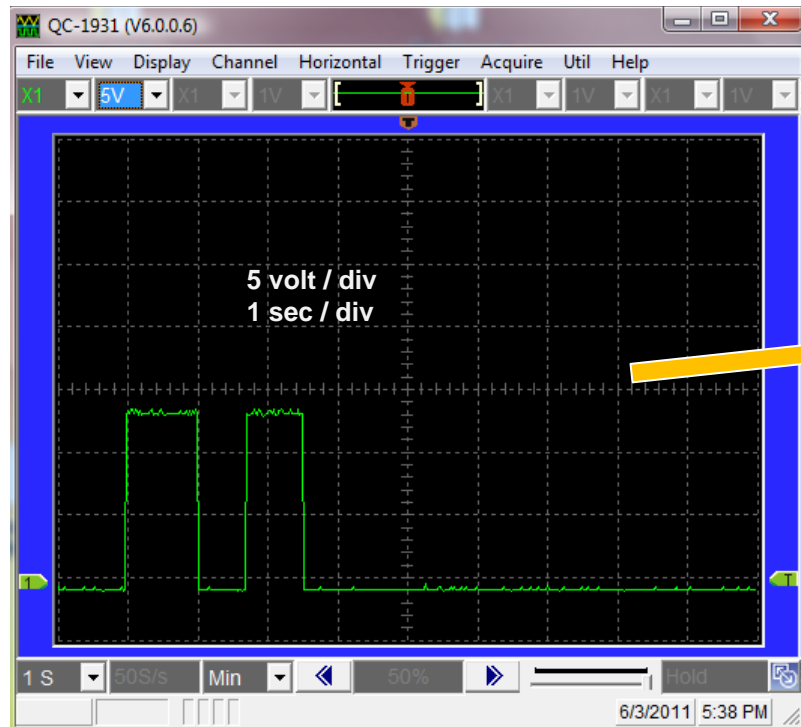 QC-1931 (V6.0.0.6)
File View Display Channel Horizontal Trigger Acquire Util Help
X1 5V X1 1V X1 1V X1 1V
T
5 volt / div
1 sec / div
1 T
1 S 50S/s Min 50% Hold
6/3/2011 5:38 PM